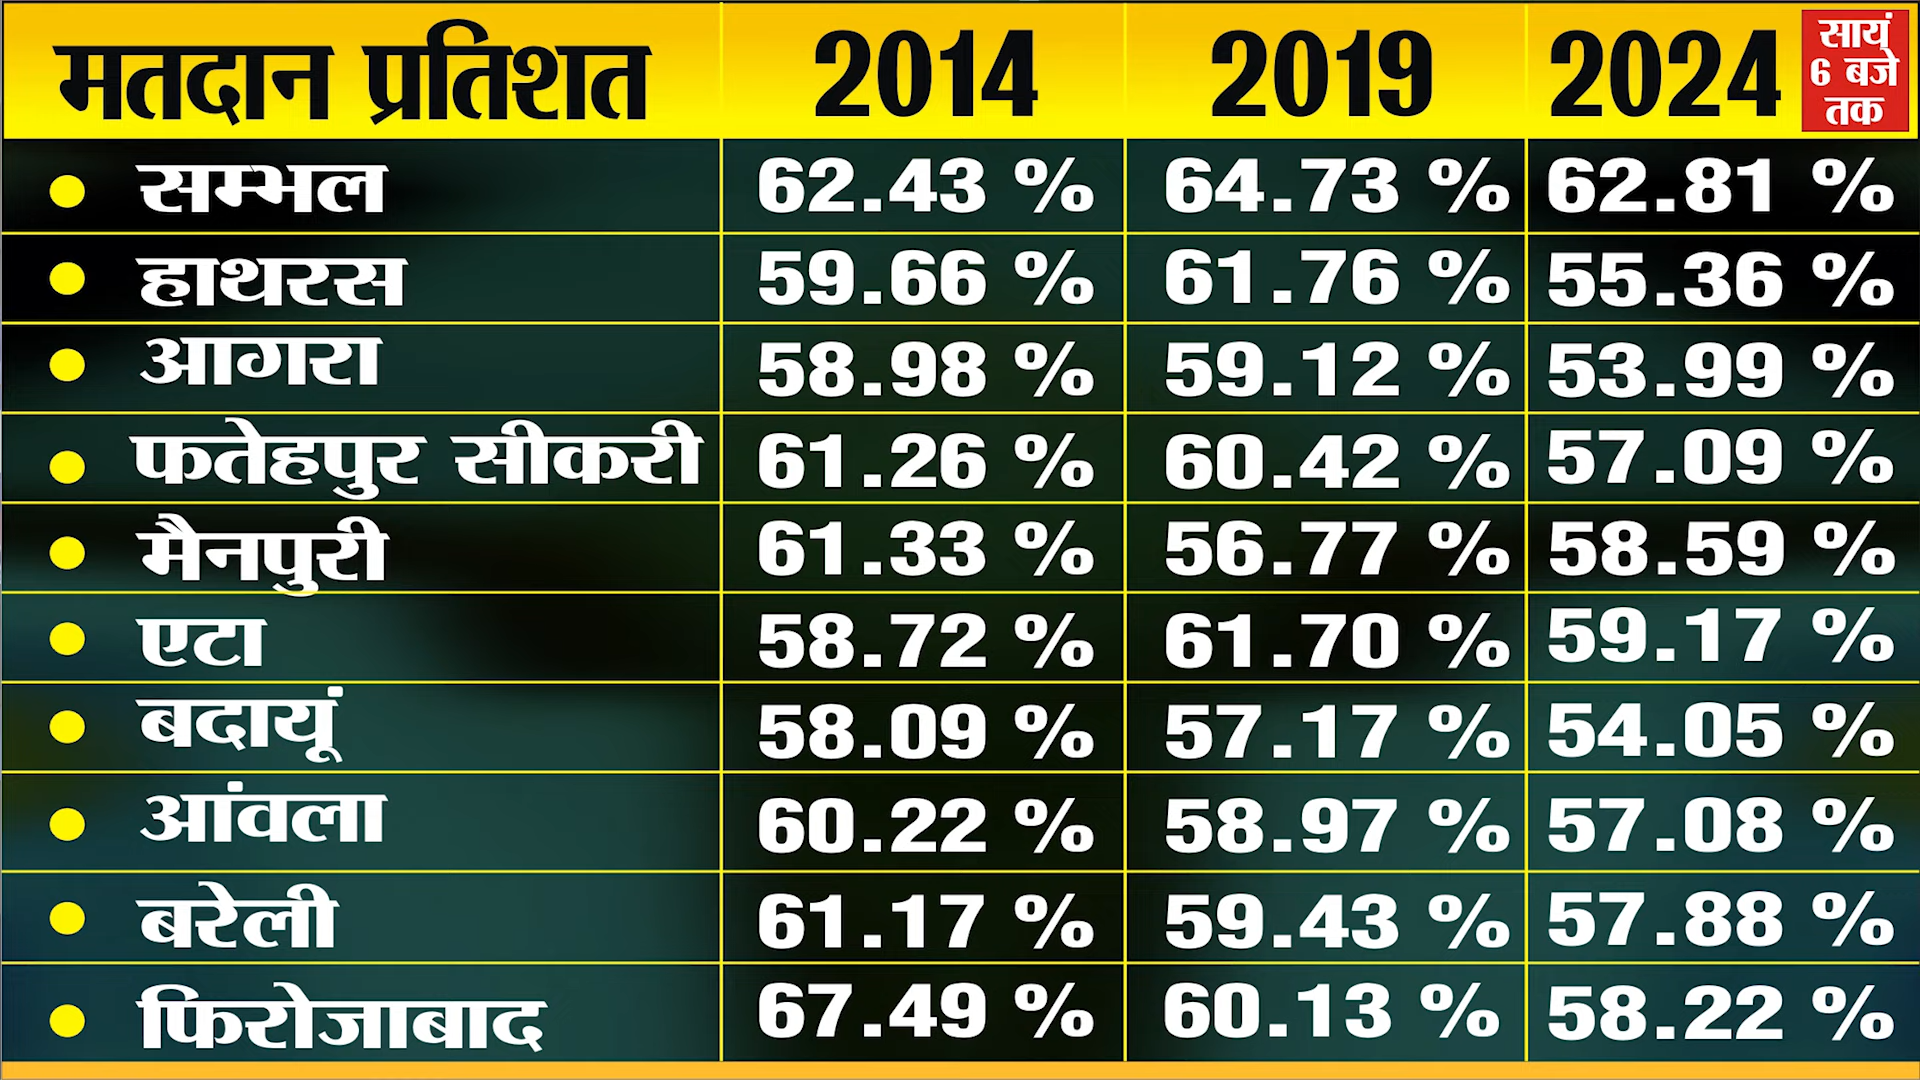 मतदान प्रतिशत 2014 2019 2024 सायं 6 बजे तक
सम्भल 62.43 % 64.73 % 62.81 %
हाथरस 59.66 % 61.76 % 55.36 %
आगरा 58.98 % 59.12 % 53.99 %
फतेहपुर सीकरी 61.26 % 60.42 % 57.09 %
मैनपुरी 61.33 % 56.77 % 58.59 %
एटा 58.72 % 61.70 % 59.17 %
बदायूं 58.09 % 57.17 % 54.05 %
आंवला 60.22 % 58.97 % 57.08 %
बरेली 61.17 % 59.43 % 57.88 %
फिरोजाबाद 67.49 % 60.13 % 58.22 %